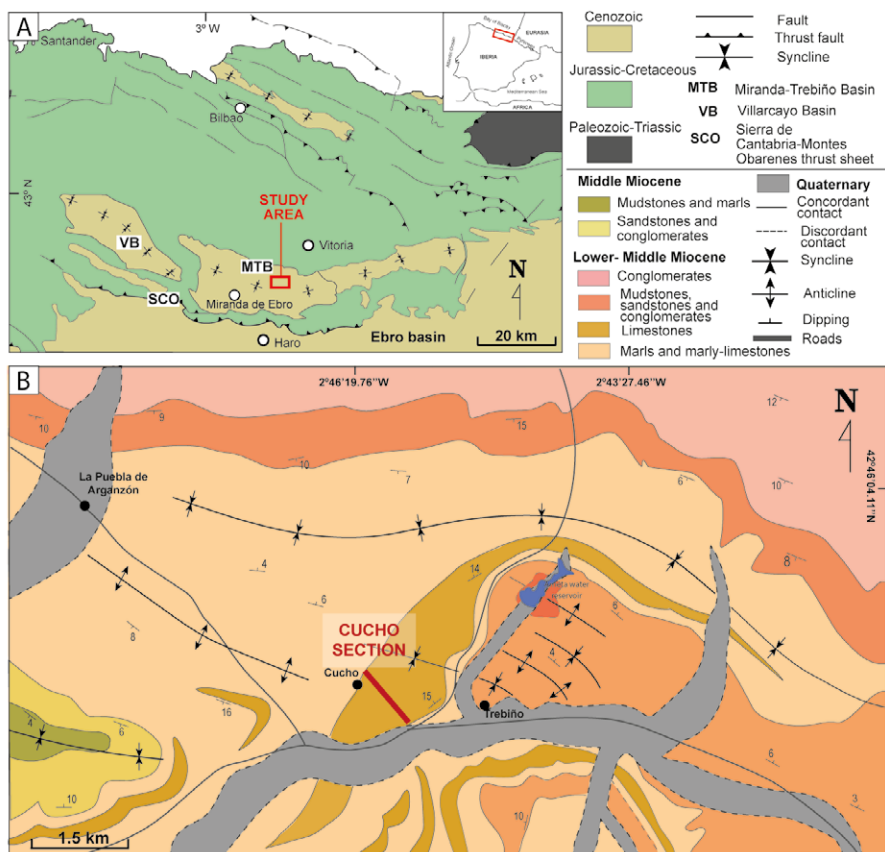 A
3° W
Santander
Bilbao
43° N
STUDY
AREA
VB
MTB
Vitoria
SCO
Miranda de Ebro
N
Haro
Ebro basin
20 km
Bay of Biscay
EURASIA
IBERIA
Atlantic Ocean
Mediterranean Sea
AFRICA
Cenozoic
Jurassic-Cretaceous
Paleozoic-Triassic
Fault
Thrust fault
Syncline
MTB Miranda-Trebiño Basin
VB Villarcayo Basin
SCO Sierra de
Cantabria-Montes
Obarenes thrust sheet
Middle Miocene
Mudstones and marls
Sandstones and
conglomerates
Lower- Middle Miocene
Conglomerates
Mudstones,
sandstones and
conglomerates
Limestones
Marls and marly-limestones
Quaternary
Concordant
contact
Discordant
contact
Syncline
Anticline
Dipping
Roads
B
2°46'19.76"W
2°43'27.46"W
N
42°46'04.11"N
12
9
10
15
10
7
6
10
La Puebla de
Arganzón
8
4
14
6
water
reservoir
6
8
4
CUCHO
SECTION
Cucho
15
Trebiño
16
4
6
6
10
10
3
1.5 km